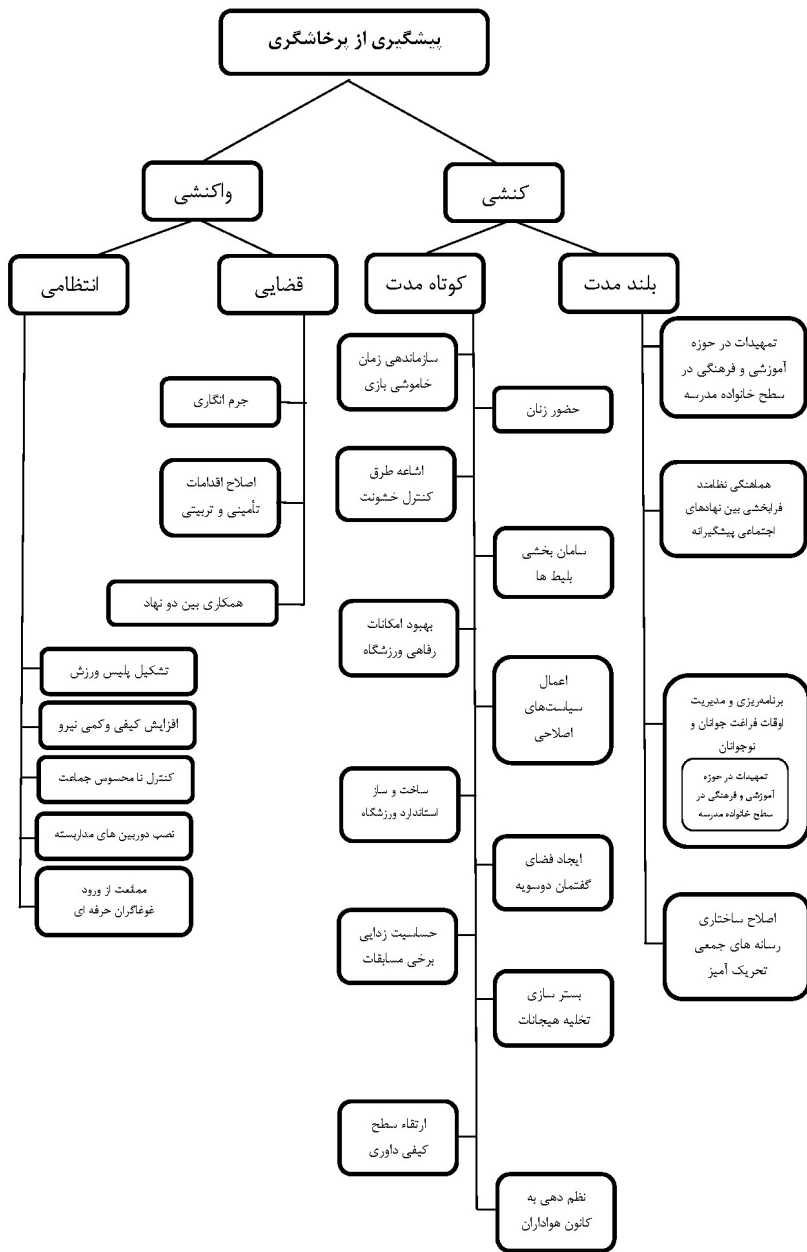 پیشگیری از پرخاشگری
کنشی
واکنشی
بلند مدت
کوتاه مدت
قضایی
انتظامی
تمهیدات در حوزه
آموزشی و فرهنگی در
سطح خانواده مدرسه
هماهنگی نظامند
فرابخشی بین نهادهای
اجتماعی پیشگیرانه
برنامه‌ریزی و مدیریت
اوقات فراغت جوانان و
نوجوانان
تمهیدات در حوزه
آموزشی و فرهنگی در
سطح خانواده مدرسه
اصلاح ساختاری
رسانه های جمعی
تحریک آمیز
سازماندهی زمان
خاموشی بازی
حضور زنان
اشاعه طرق
کنترل خشونت
سامان بخشی
بلیط ها
بهبود امکانات
رفاهی ورزشگاه
اعمال
سیاست‌های
اصلاحی
ساخت و ساز
استاندارد ورزشگاه
ایجاد فضای
گفتمان دوسویه
حساسیت زدایی
برخی مسابقات
بستر سازی
تخلیه هیجانات
ارتقاء سطح
کیفی داوری
نظم دهی به
کانون هواداران
جرم انگاری
اصلاح اقدامات
تأمینی و تربیتی
همکاری بین دو نهاد
تشکیل پلیس ورزش
افزایش کیفی وکمی نیرو
کنترل نا محسوس جماعت
نصب دوربین های مداربسته
ممانعت از ورود
غوغاگران حرفه ای